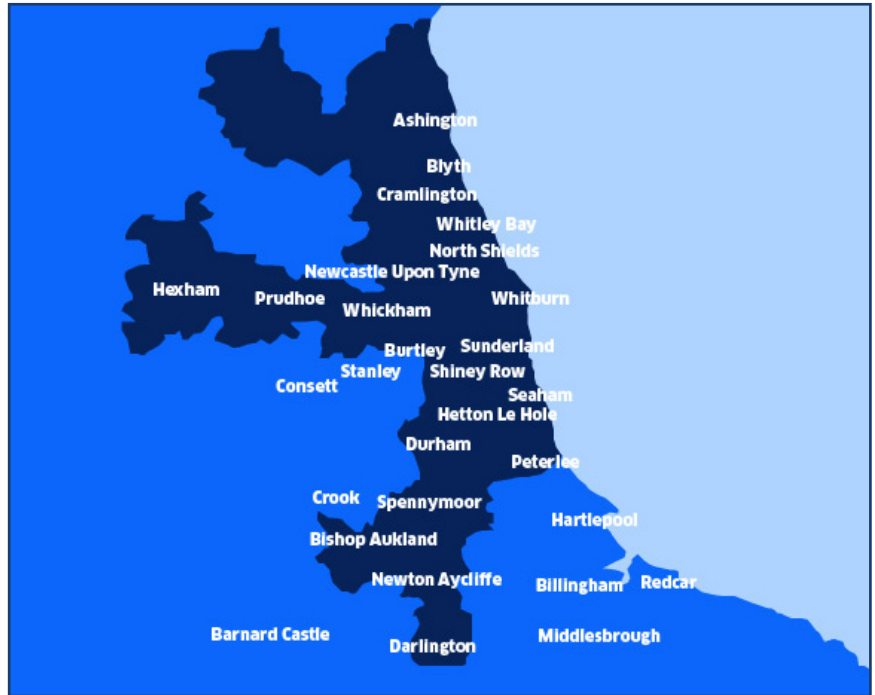 Ashington
Blyth
Cramlington
Whitley Bay
North Shields
Newcastle Upon Tyne
Hexham
Prudhoe
Whitburn
Whickham
Burtley
Sunderland
Stanley
Shiney Row
Consett
Seaham
Hetton Le Hole
Durham
Peterlee
Crook
Spennymoor
Hartlepool
Bishop Aukland
Newton Aycliffe
Billingham
Redcar
Barnard Castle
Middlesbrough
Darlington